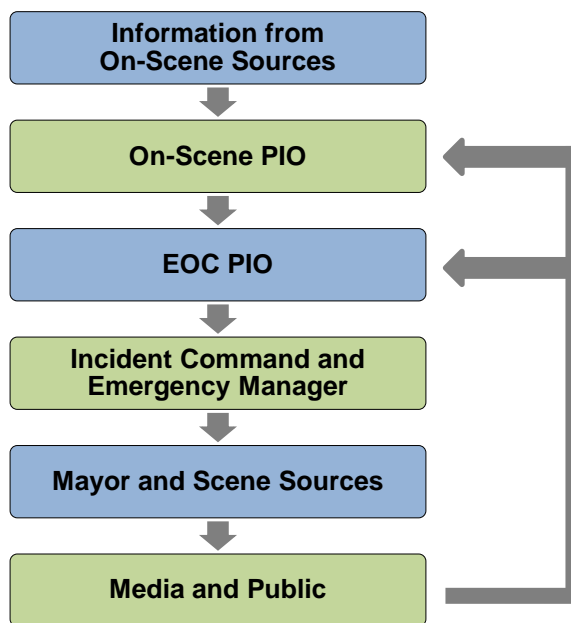 Information from
On-Scene Sources
On-Scene PIO
EOC PIO
Incident Command and
Emergency Manager
Mayor and Scene Sources
Media and Public